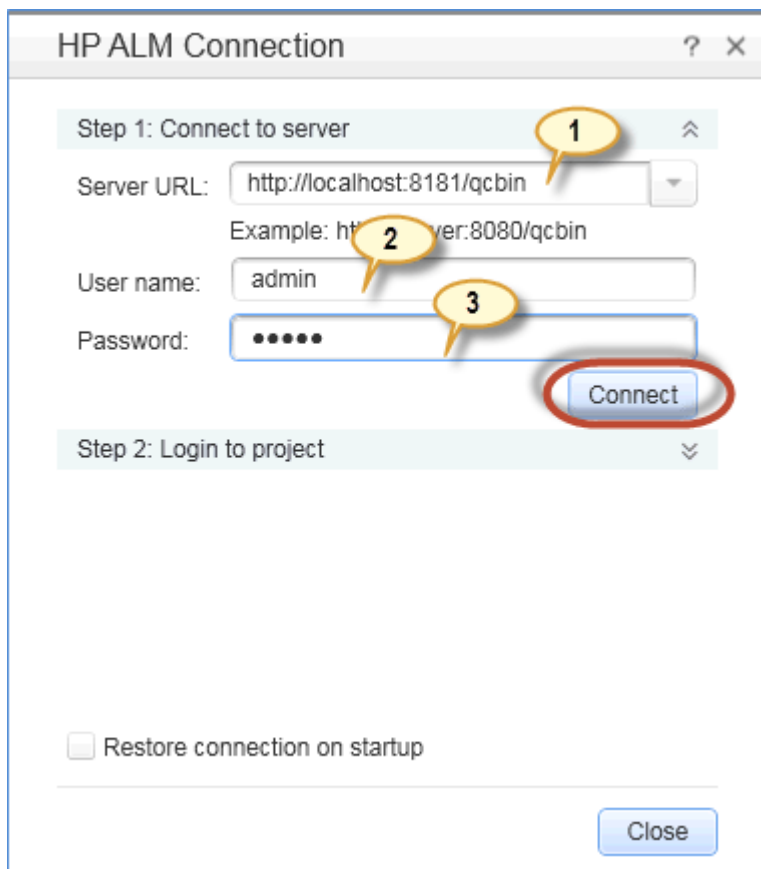 HP ALM Connection ? ×
Step 1: Connect to server
1
Server URL: http://localhost:8181/qcbin
Example: ver:8080/qcbin
2
User name: admin
3
Password: •••••
Connect
Step 2: Login to project
Restore connection on startup
Close